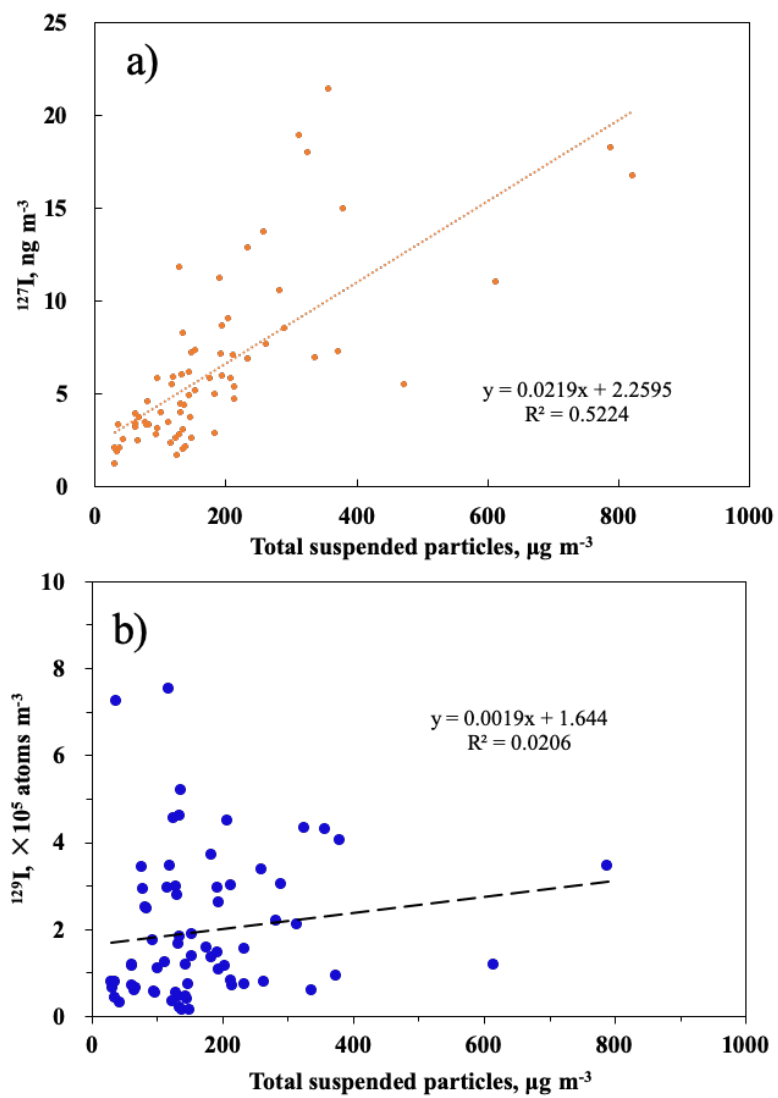 a)
25
20
15
10
5
0
¹²⁷I, ng m⁻³
y = 0.0219x + 2.2595
R² = 0.5224
0 200 400 600 800 1000
Total suspended particles, µg m⁻³
b)
10
8
6
4
2
0
¹²⁹I, ×10⁵ atoms m⁻³
y = 0.0019x + 1.644
R² = 0.0206
0 200 400 600 800 1000
Total suspended particles, µg m⁻³